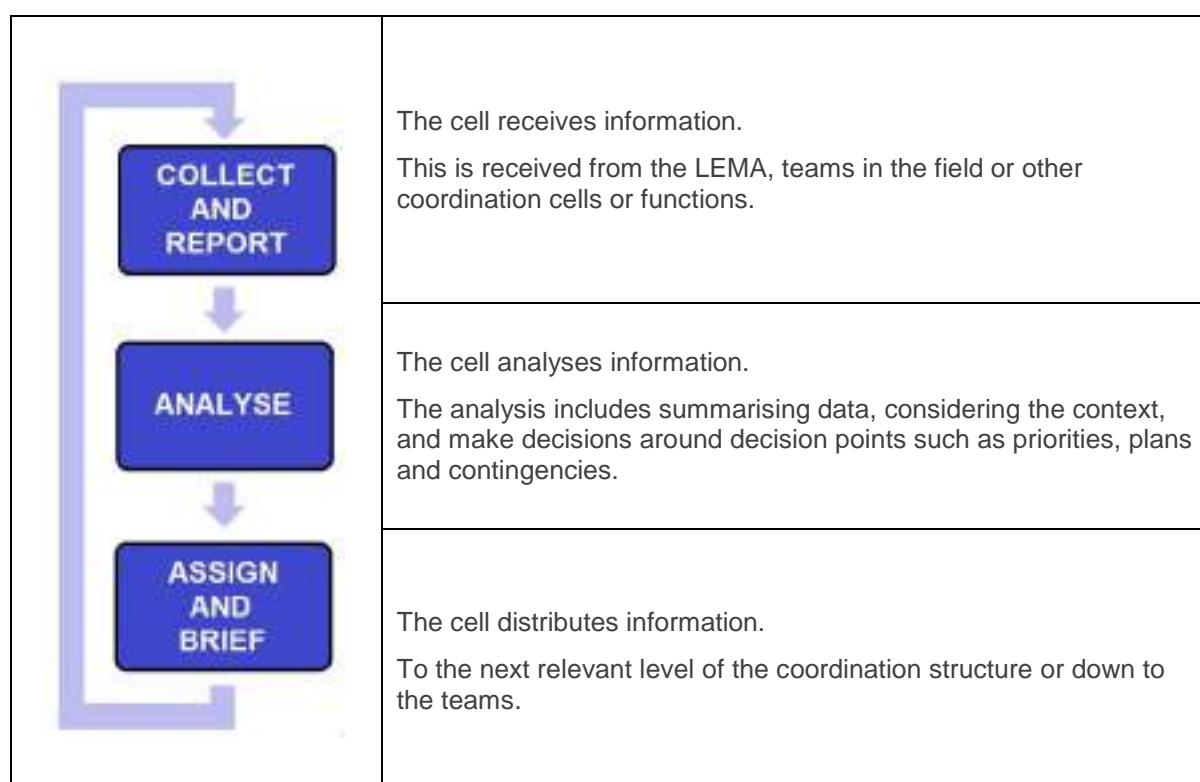 COLLECT
AND
REPORT
The cell receives information.
This is received from the LEMA, teams in the field or other
coordination cells or functions.
ANALYSE
The cell analyses information.
The analysis includes summarising data, considering the context,
and make decisions around decision points such as priorities, plans
and contingencies.
ASSIGN
AND
BRIEF
The cell distributes information.
To the next relevant level of the coordination structure or down to
the teams.